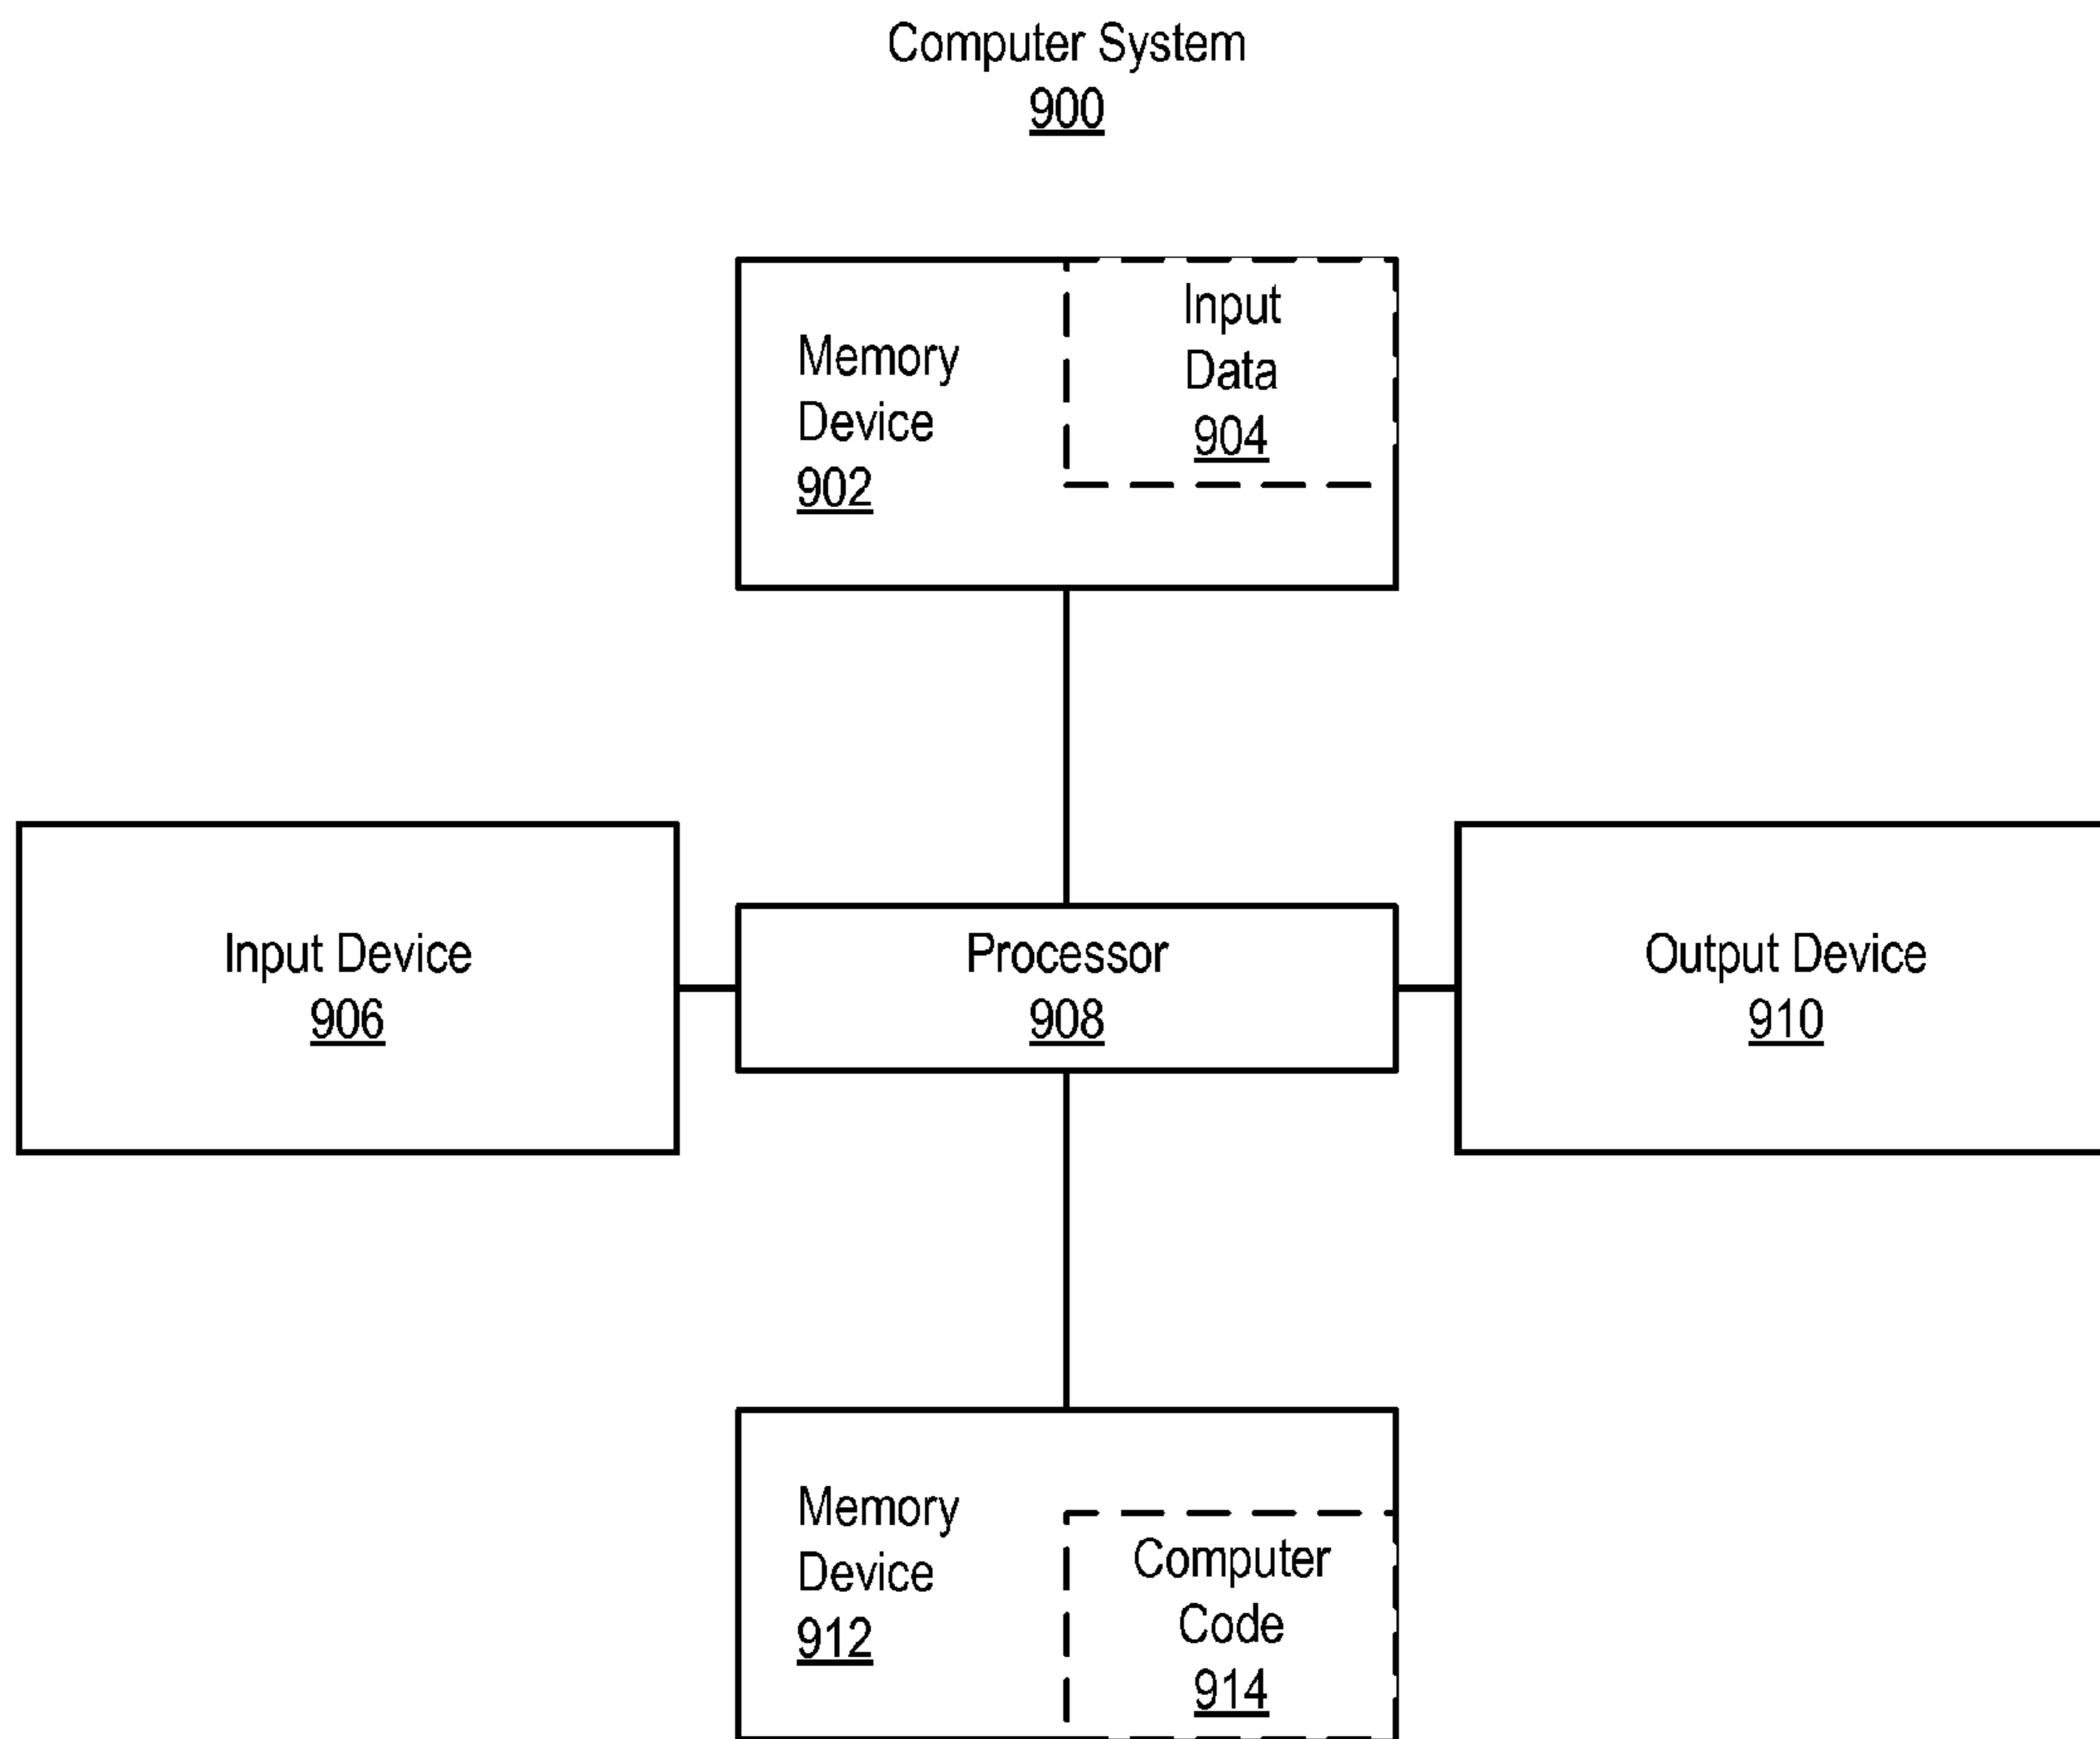 Computer System
900
Memory
Device
902
Input
Data
904
Input Device
906
Processor
908
Output Device
910
Memory
Device
912
Computer
Code
914